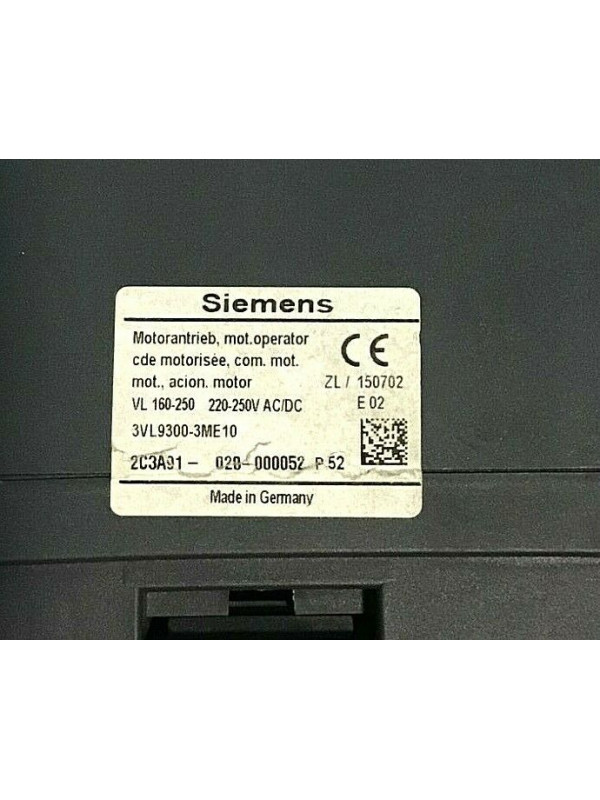 Siemens
Motorantrieb, mot.operator
cde motorisée, com. mot.
mot., acion. motor
CE
ZL / 150702
VL 160-250 220-250V AC/DC
E 02
3VL9300-3ME10
2C3A91- 020-000052 P 52
Made in Germany